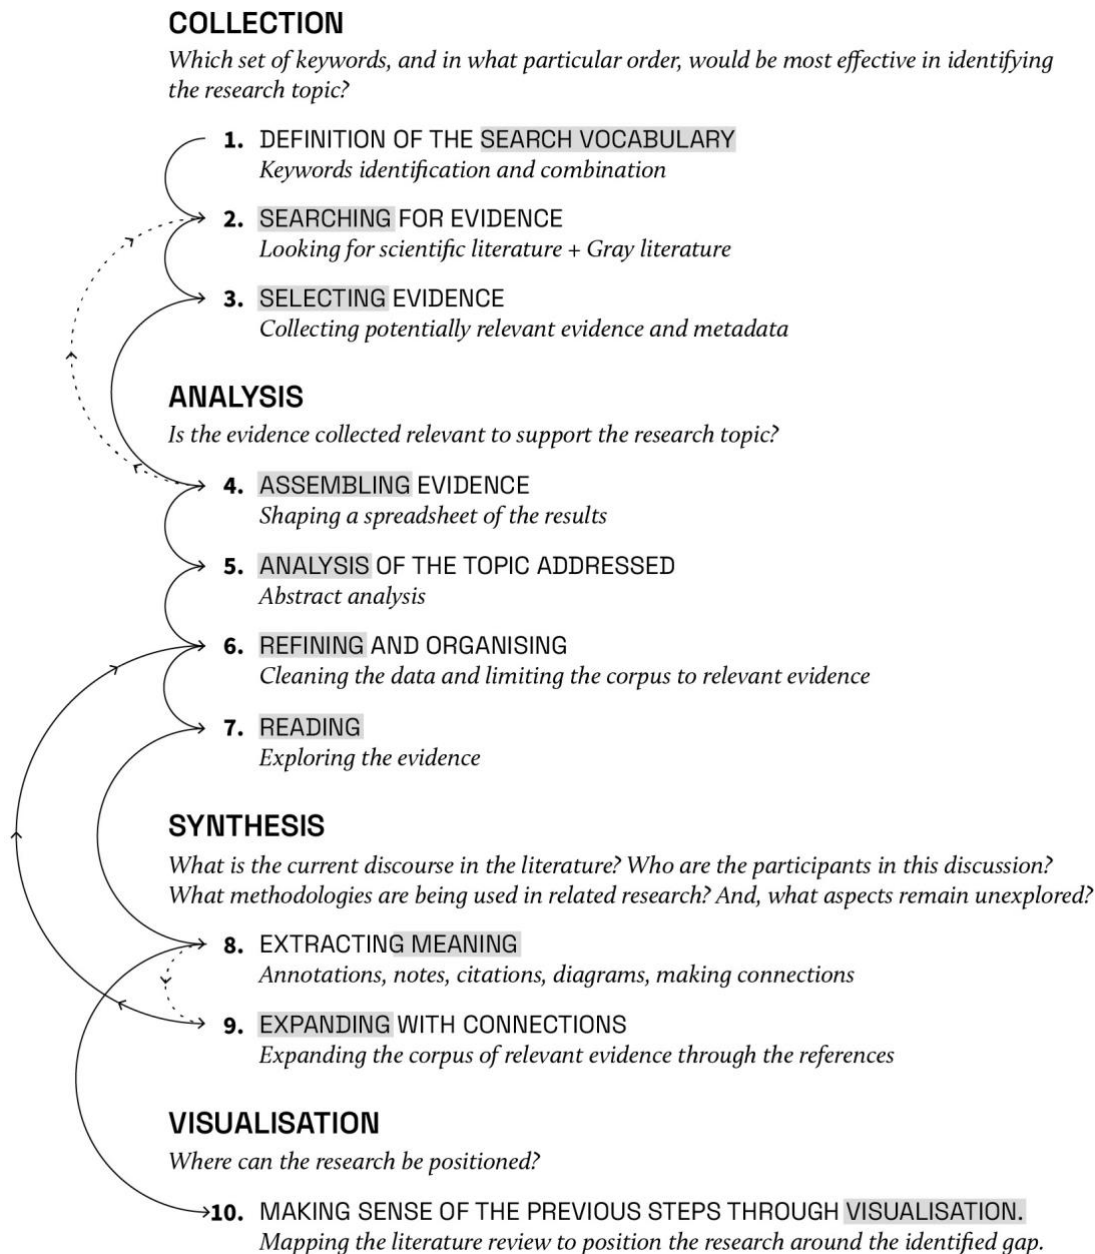 COLLECTION
Which set of keywords, and in what particular order, would be most effective in identifying
the research topic?
1. DEFINITION OF THE SEARCH VOCABULARY
Keywords identification and combination
2. SEARCHING FOR EVIDENCE
Looking for scientific literature + Gray literature
3. SELECTING EVIDENCE
Collecting potentially relevant evidence and metadata
ANALYSIS
Is the evidence collected relevant to support the research topic?
4. ASSEMBLING EVIDENCE
Shaping a spreadsheet of the results
5. ANALYSIS OF THE TOPIC ADDRESSED
Abstract analysis
6. REFINING AND ORGANISING
Cleaning the data and limiting the corpus to relevant evidence
7. READING
Exploring the evidence
SYNTHESIS
What is the current discourse in the literature? Who are the participants in this discussion?
What methodologies are being used in related research? And, what aspects remain unexplored?
8. EXTRACTING MEANING
Annotations, notes, citations, diagrams, making connections
9. EXPANDING WITH CONNECTIONS
Expanding the corpus of relevant evidence through the references
VISUALISATION
Where can the research be positioned?
10. MAKING SENSE OF THE PREVIOUS STEPS THROUGH VISUALISATION.
Mapping the literature review to position the research around the identified gap.